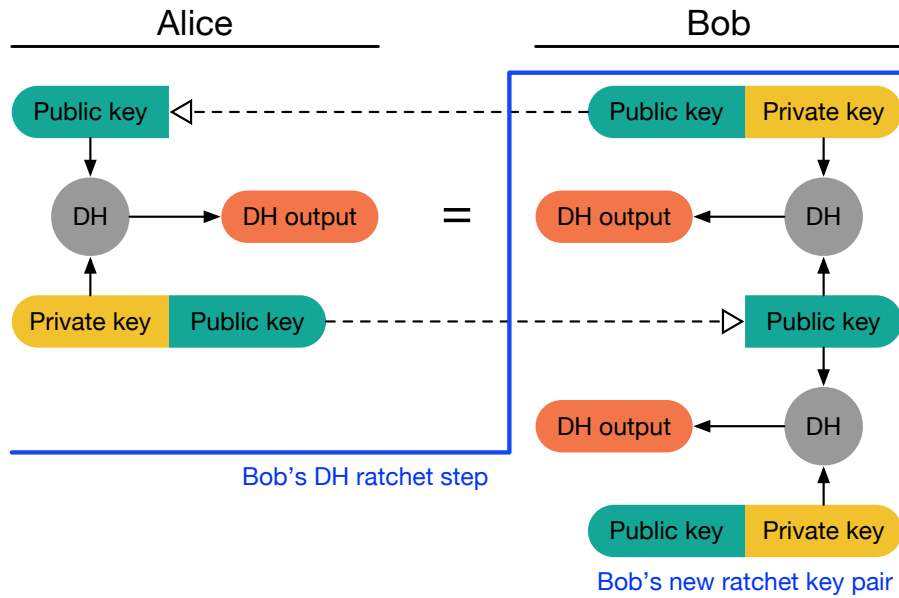 Alice
Bob
Public key
Public key Private key
DH
DH output
=
DH output
DH
Private key Public key
Public key
DH output
DH
Bob’s DH ratchet step
Public key Private key
Bob’s new ratchet key pair